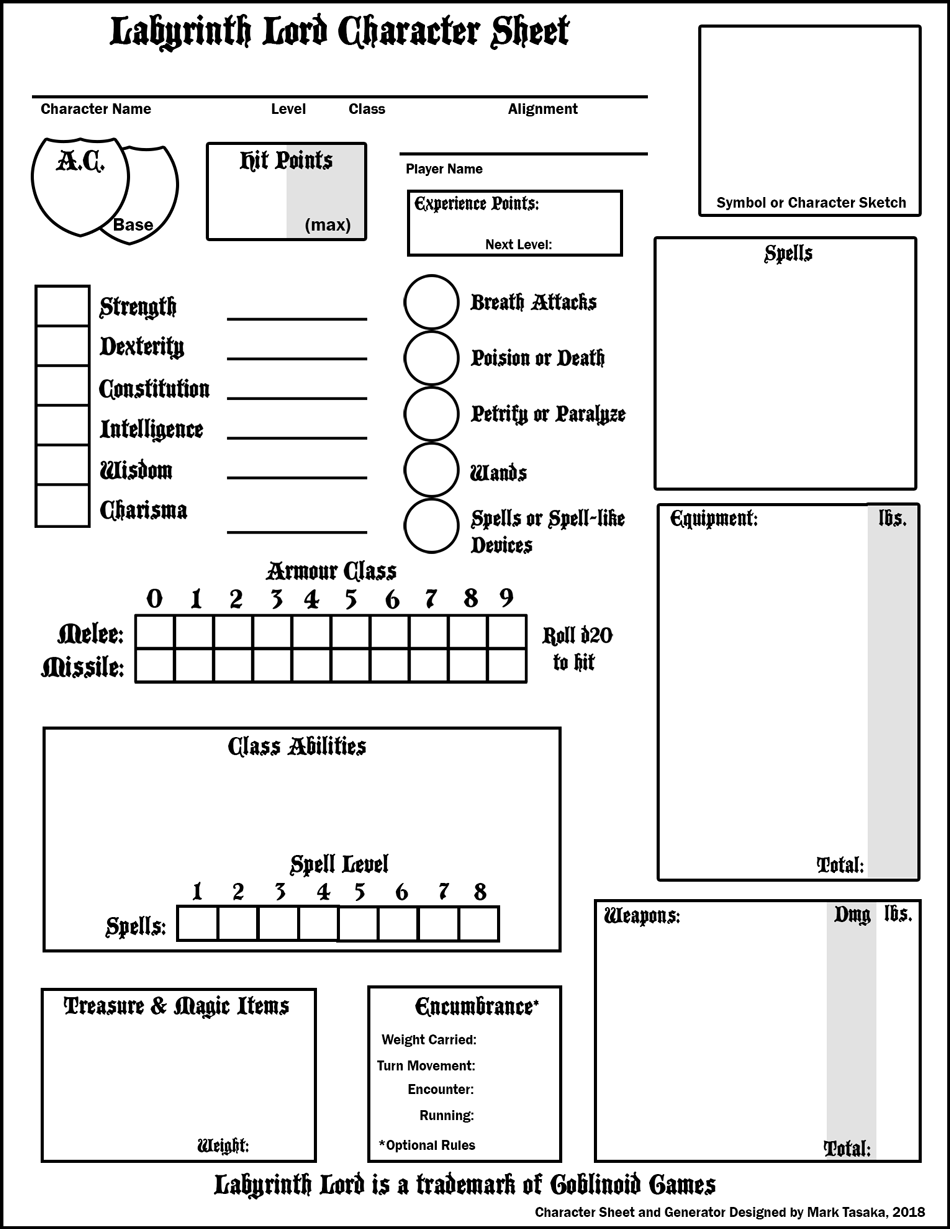 Labyrinth Lord Character Sheet
Character Name Level Class Alignment
Player Name
A.C.
Base
Hit Points
(max)
Experience Points:
Next Level:
Symbol or Character Sketch
Strength
Dexterity
Constitution
Intelligence
Wisdom
Charisma
Breath Attacks
Poision or Death
Petrify or Paralyze
Wands
Spells or Spell-like
Devices
Spells
Equipment: lbs.
Total:
Armour Class
0 1 2 3 4 5 6 7 8 9
Melee:
Missile:
Roll d20
to hit
Class Abilities
Spell Level
1 2 3 4 5 6 7 8
Spells:
Weapons: Dmg lbs.
Total:
Treasure & Magic Items
Weight:
Encumbrance*
Weight Carried:
Turn Movement:
Encounter:
Running:
*Optional Rules
Labyrinth Lord is a trademark of Goblinoid Games
Character Sheet and Generator Designed by Mark Tasaka, 2018